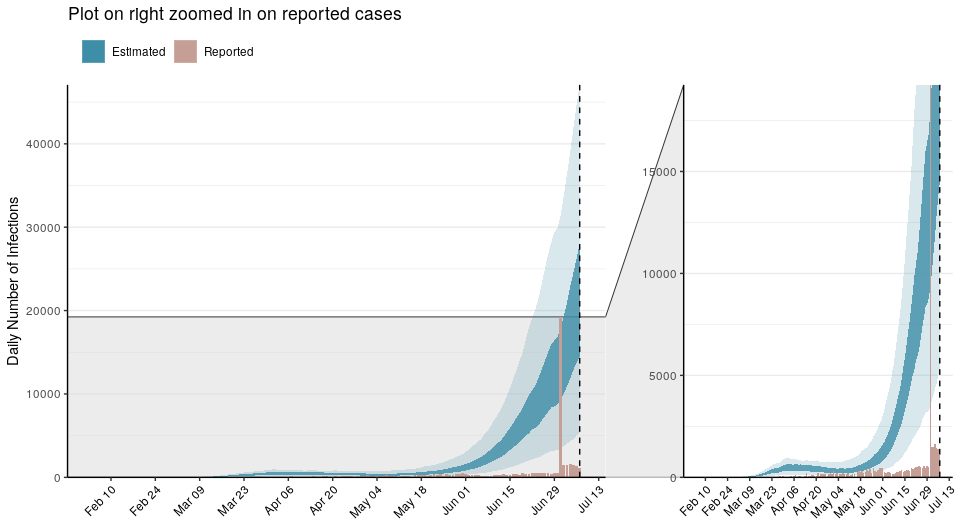 Plot on right zoomed in on reported cases
Estimated Reported
Daily Number of Infections
40000
30000
20000
10000
0
Feb 10 Feb 24 Mar 09 Mar 23 Apr 06 Apr 20 May 04 May 18 Jun 01 Jun 15 Jun 29 Jul 13
15000
10000
5000
0
Feb 10 Feb 24 Mar 09 Mar 23 Apr 06 Apr 20 May 04 May 18 Jun 01 Jun 15 Jun 29 Jul 13